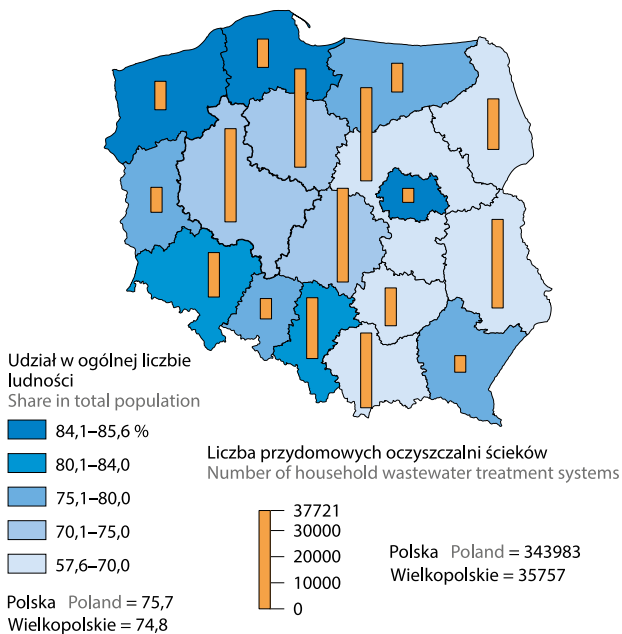 Udział w ogólnej liczbie
ludności
Share in total population
84,1–85,6 %
80,1–84,0
75,1–80,0
70,1–75,0
57,6–70,0
Polska Poland = 75,7
Wielkopolskie = 74,8
Liczba przydomowych oczyszczalni ścieków
Number of household wastewater treatment systems
37721
30000
20000
10000
0
Polska Poland = 343983
Wielkopolskie = 35757